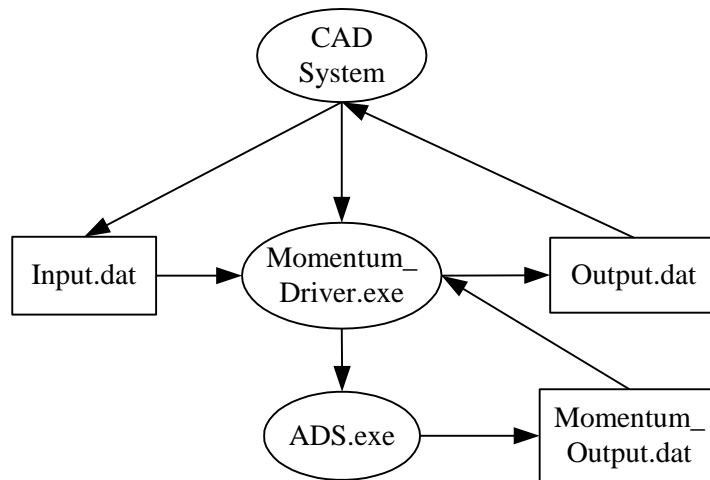 CAD
System
Input.dat
Momentum_
Driver.exe
Output.dat
ADS.exe
Momentum_
Output.dat